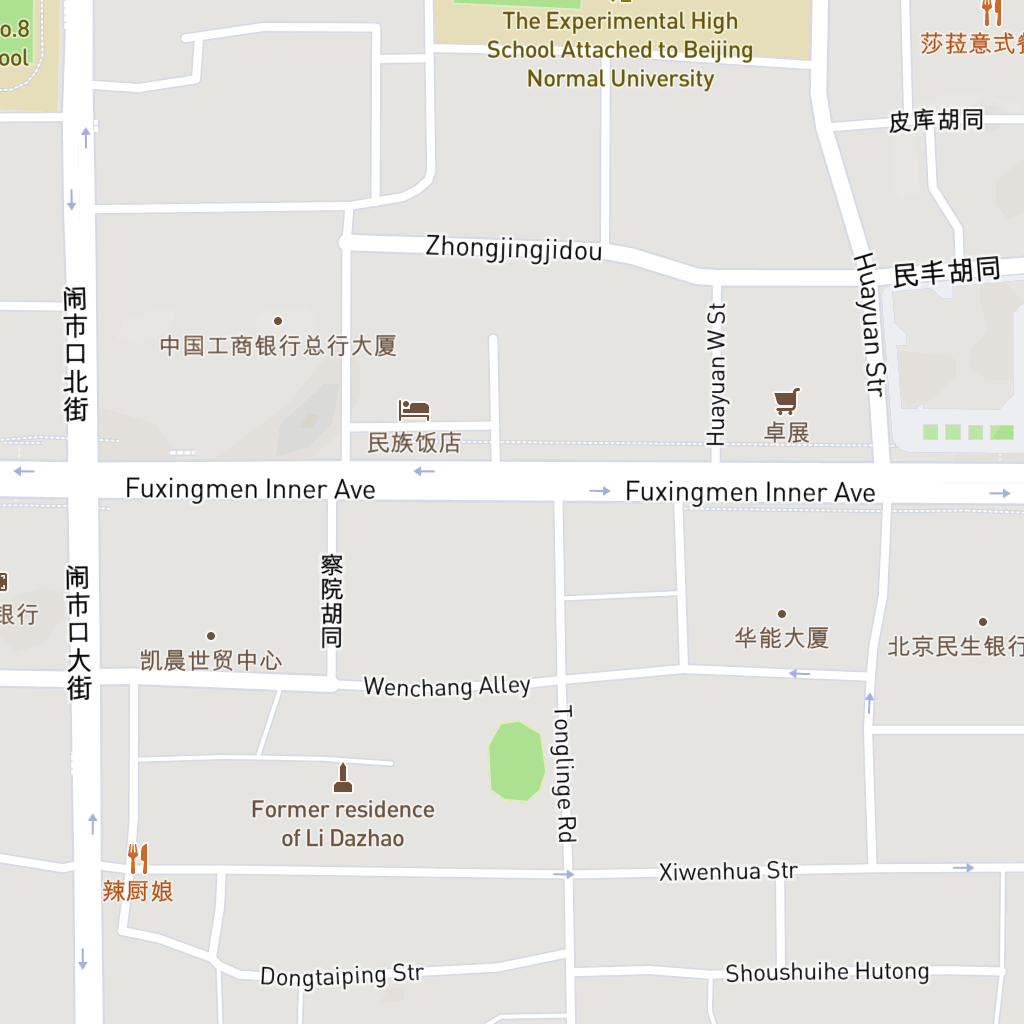 o.8
ool
The Experimental High
School Attached to Beijing
Normal University
莎菈意式
皮库胡同
Zhongjingjidou
民丰胡同
闹市口北街
中国工商银行总行大厦
Huayuan W St
Huayuan Str
民族饭店
卓展
Fuxingmen Inner Ave
Fuxingmen Inner Ave
察院胡同
闹市口大街
银行
凯晨世贸中心
华能大厦
北京民生银行
Wenchang Alley
Tonglinge Rd
Former residence
of Li Dazhao
辣厨娘
Xiwenhua Str
Dongtaiping Str
Shoushuihe Hutong